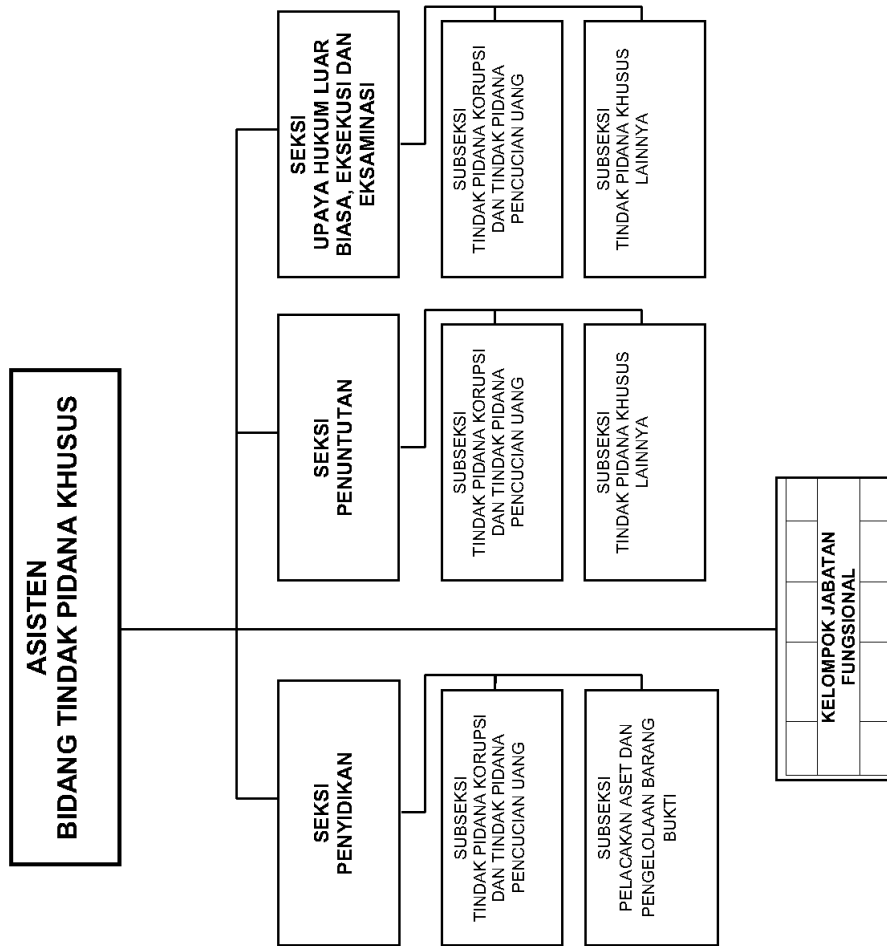 ASISTEN
BIDANG TINDAK PIDANA KHUSUS
SEKSI
PENYIDIKAN
SEKSI
PENUNTUTAN
SEKSI
UPAYA HUKUM LUAR
BIASA, EKSEKUSI DAN
EKSAMINASI
SUBSEKSI
TINDAK PIDANA KORUPSI
DAN TINDAK PIDANA
PENCUCIAN UANG
SUBSEKSI
TINDAK PIDANA KORUPSI
DAN TINDAK PIDANA
PENCUCIAN UANG
SUBSEKSI
TINDAK PIDANA KORUPSI
DAN TINDAK PIDANA
PENCUCIAN UANG
SUBSEKSI
PELACAKAN ASET DAN
PENGELOLAAN BARANG
BUKTI
SUBSEKSI
TINDAK PIDANA KHUSUS
LAINNYA
SUBSEKSI
TINDAK PIDANA KHUSUS
LAINNYA
KELOMPOK JABATAN
FUNGSIONAL